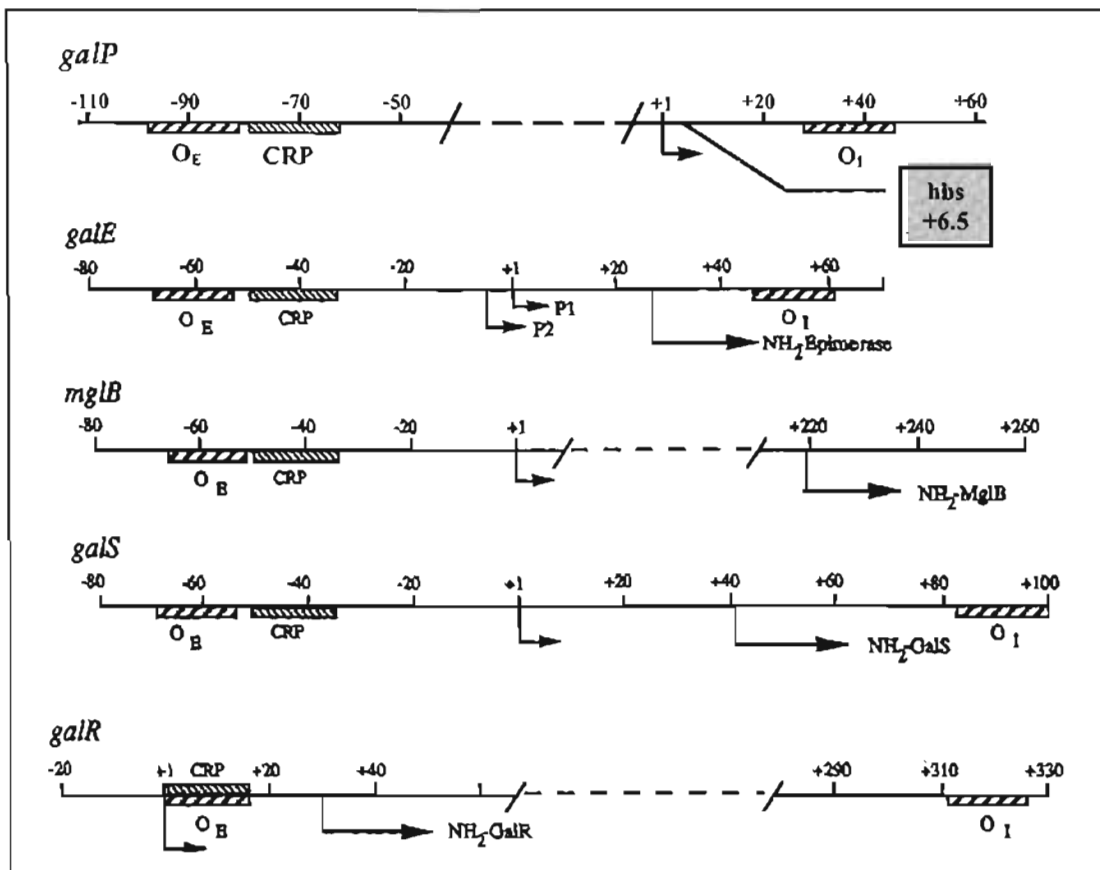 galP
-110 -90 -70 -50 +1 +20 +40 +60
OE CRP O1
hbs
+6.5
galE
-80 -60 -40 -20 +1 +20 +40 +60
OE CRP P1 OI
P2 NH2-Epimerase
mglB
-80 -60 -40 -20 +1 +220 +240 +260
OE CRP NH2-MglB
galS
-80 -60 -40 -20 +1 +20 +40 +60 +80 +100
OE CRP NH2-GalS OI
galR
-20 +1 CRP +20 +40 +290 +310 +330
OE NH2-GalR OI